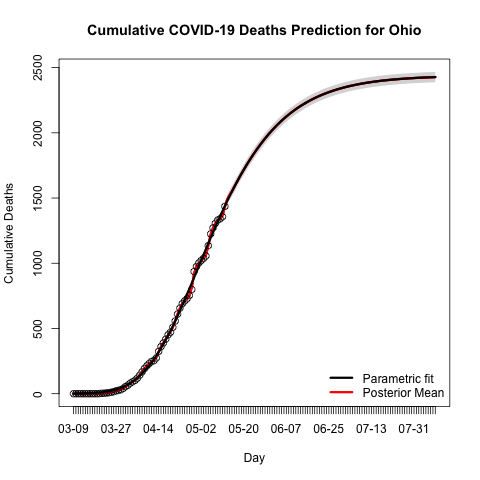 Cumulative COVID-19 Deaths Prediction for Ohio
Cumulative Deaths
2500
2000
1500
1000
500
0
Parametric fit
Posterior Mean
03-09 03-27 04-14 05-02 05-20 06-07 06-25 07-13 07-31
Day